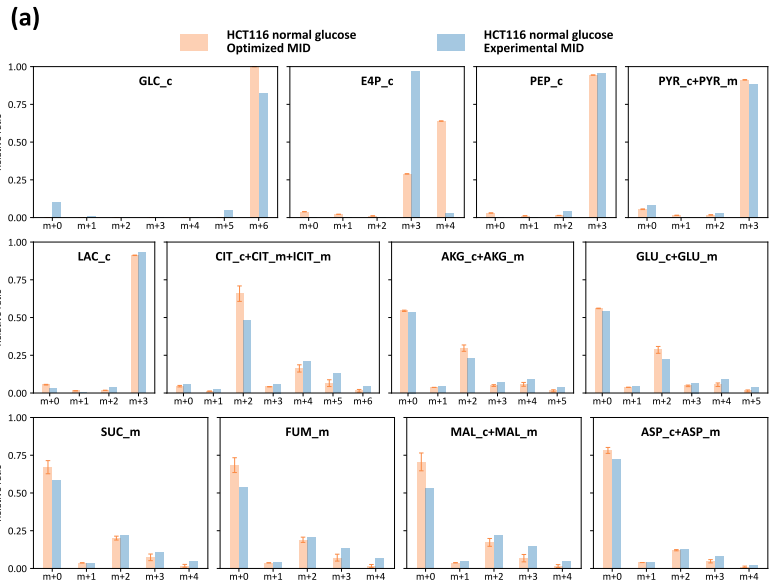 (a)
HCT116 normal glucose
Optimized MID
HCT116 normal glucose
Experimental MID
1.00
0.75
0.50
0.25
0.00
GLC_c
m+0 m+1 m+2 m+3 m+4 m+5 m+6
E4P_c
m+0 m+1 m+2 m+3 m+4
PEP_c
m+0 m+1 m+2 m+3
PYR_c+PYR_m
m+0 m+1 m+2 m+3
1.00
0.75
0.50
0.25
0.00
LAC_c
m+0 m+1 m+2 m+3
CIT_c+CIT_m+ICIT_m
m+0 m+1 m+2 m+3 m+4 m+5 m+6
AKG_c+AKG_m
m+0 m+1 m+2 m+3 m+4 m+5
GLU_c+GLU_m
m+0 m+1 m+2 m+3 m+4 m+5
1.00
0.75
0.50
0.25
0.00
SUC_m
m+0 m+1 m+2 m+3 m+4
FUM_m
m+0 m+1 m+2 m+3 m+4
MAL_c+MAL_m
m+0 m+1 m+2 m+3 m+4
ASP_c+ASP_m
m+0 m+1 m+2 m+3 m+4